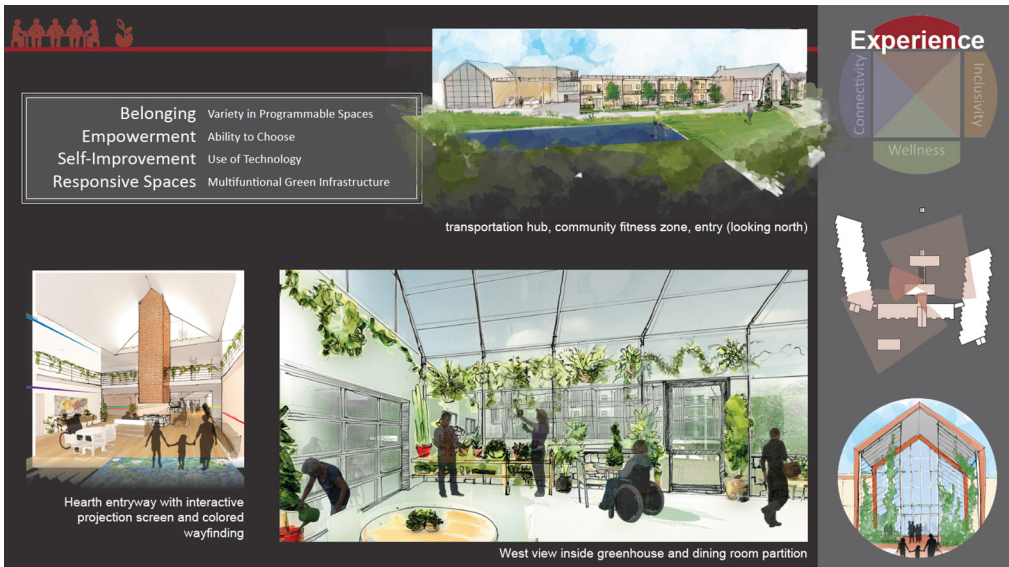 Experience
Connectivity
Inclusivity
Wellness
Belonging Variety in Programmable Spaces
Empowerment Ability to Choose
Self-Improvement Use of Technology
Responsive Spaces Multifuntional Green Infrastructure
transportation hub, community fitness zone, entry (looking north)
Hearth entryway with interactive
projection screen and colored
wayfinding
West view inside greenhouse and dining room partition